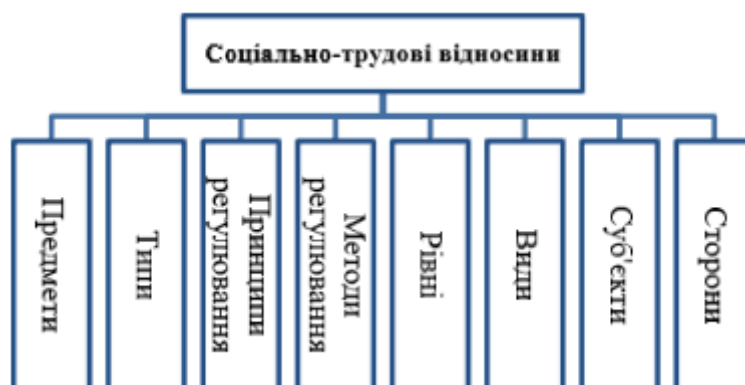 Соціально-трудові відносини
Предмети
Типи
Принципи
регулювання
Методи
регулювання
Рівні
Види
Суб'єкти
Сторони